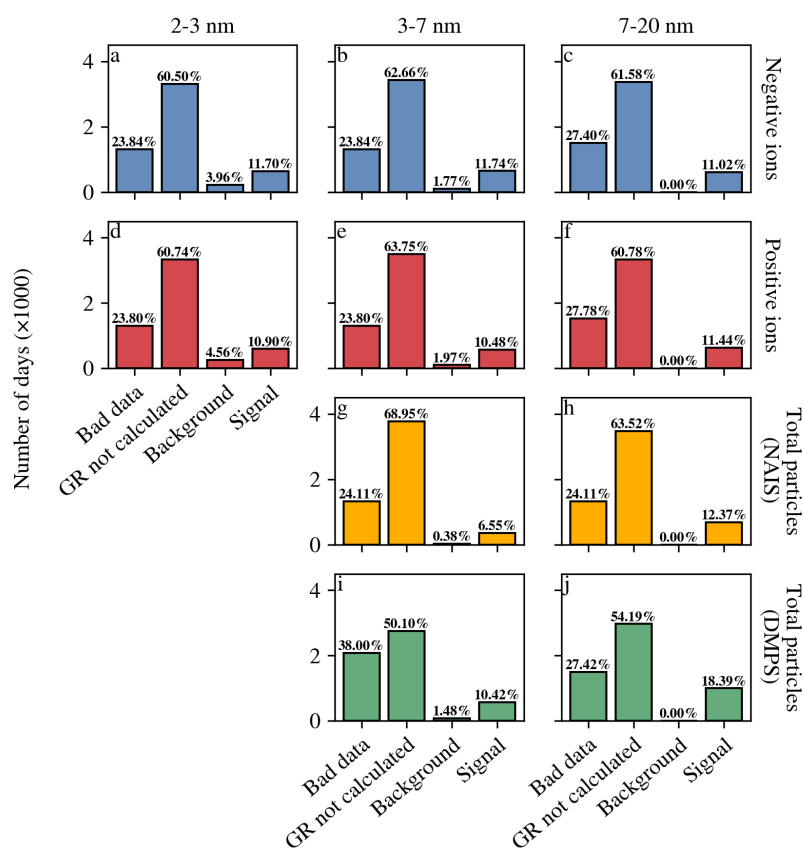 2-3 nm
3-7 nm
7-20 nm
a
4
2
0
23.84%
60.50%
3.96%
11.70%
b
23.84%
62.66%
1.77%
11.74%
c
27.40%
61.58%
0.00%
11.02%
Negative ions
d
4
2
0
23.80%
60.74%
4.56%
10.90%
e
23.80%
63.75%
1.97%
10.48%
f
27.78%
60.78%
0.00%
11.44%
Positive ions
Bad data
GR not calculated
Background
Signal
Number of days (×1000)
g
4
2
0
24.11%
68.95%
0.38%
6.55%
h
24.11%
63.52%
0.00%
12.37%
Total particles
(NAIS)
i
4
2
0
38.00%
50.10%
1.48%
10.42%
j
27.42%
54.19%
0.00%
18.39%
Total particles
(DMPS)
Bad data
GR not calculated
Background
Signal
Bad data
GR not calculated
Background
Signal